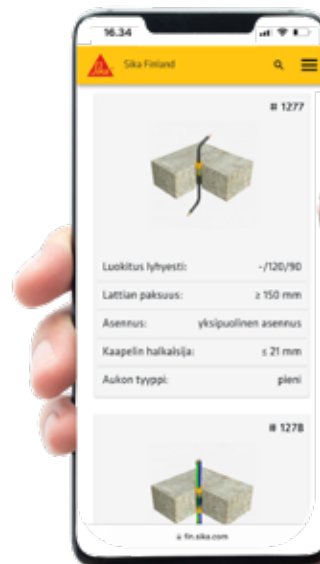 16.34
Sika Finland
# 1277
Luokitus lyhyesti: -/120/90
Lattian paksuus: ≥ 150 mm
Asennus: yksipuolinen asennus
Kaapelin halkaisija: ≤ 21 mm
Aukon tyyppi: pieni
# 1278
fin.sika.com